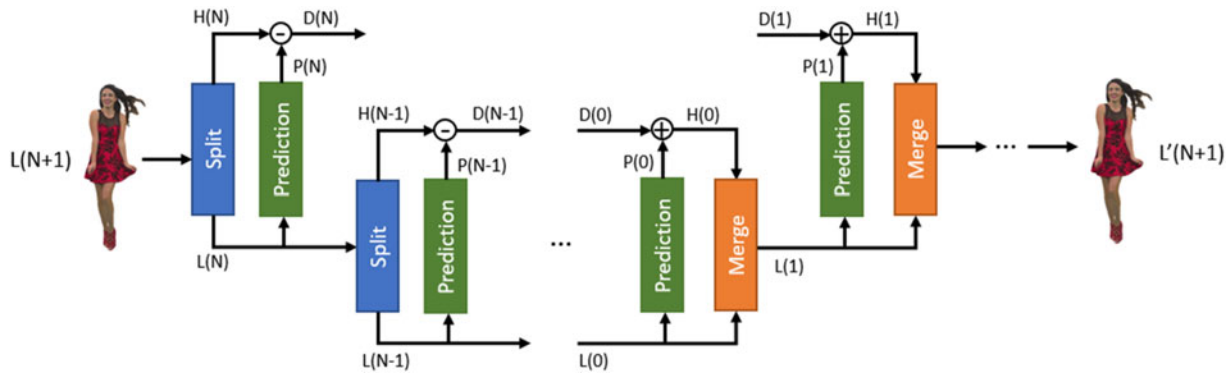 H(N)
D(N)
P(N)
L(N+1)
Split
Prediction
L(N)
H(N-1)
D(N-1)
P(N-1)
Split
Prediction
L(N-1)
...
D(0)
H(0)
P(0)
Prediction
Merge
L(0)
L(1)
D(1)
H(1)
P(1)
Prediction
Merge
...
L'(N+1)